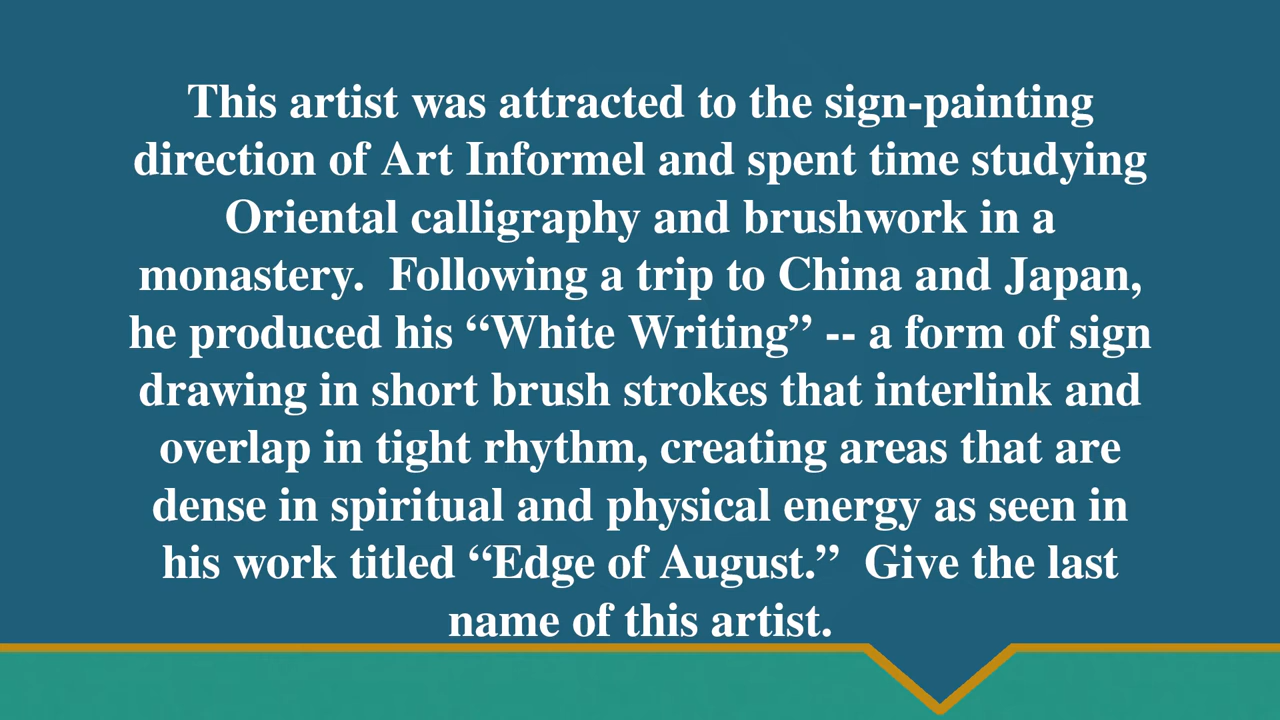 This artist was attracted to the sign-painting
direction of Art Informel and spent time studying
Oriental calligraphy and brushwork in a
monastery.  Following a trip to China and Japan,
he produced his “White Writing” -- a form of sign
drawing in short brush strokes that interlink and
overlap in tight rhythm, creating areas that are
dense in spiritual and physical energy as seen in
his work titled “Edge of August.”  Give the last
name of this artist.